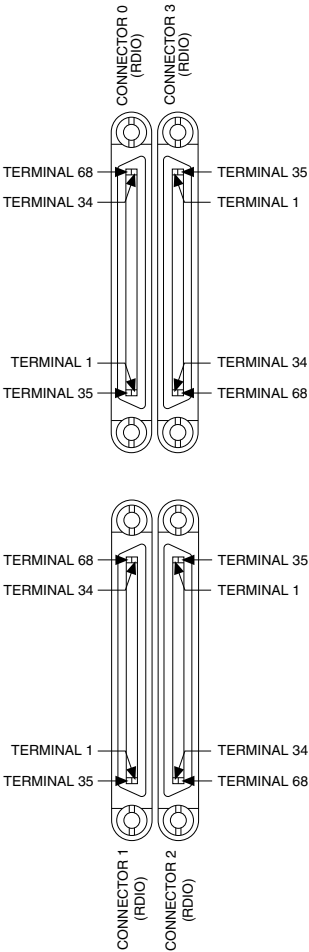 CONNECTOR 0
(RDIO)
CONNECTOR 3
(RDIO)
TERMINAL 68
TERMINAL 35
TERMINAL 34
TERMINAL 1
TERMINAL 1
TERMINAL 34
TERMINAL 35
TERMINAL 68
TERMINAL 68
TERMINAL 35
TERMINAL 34
TERMINAL 1
TERMINAL 1
TERMINAL 34
TERMINAL 35
TERMINAL 68
CONNECTOR 1
(RDIO)
CONNECTOR 2
(RDIO)